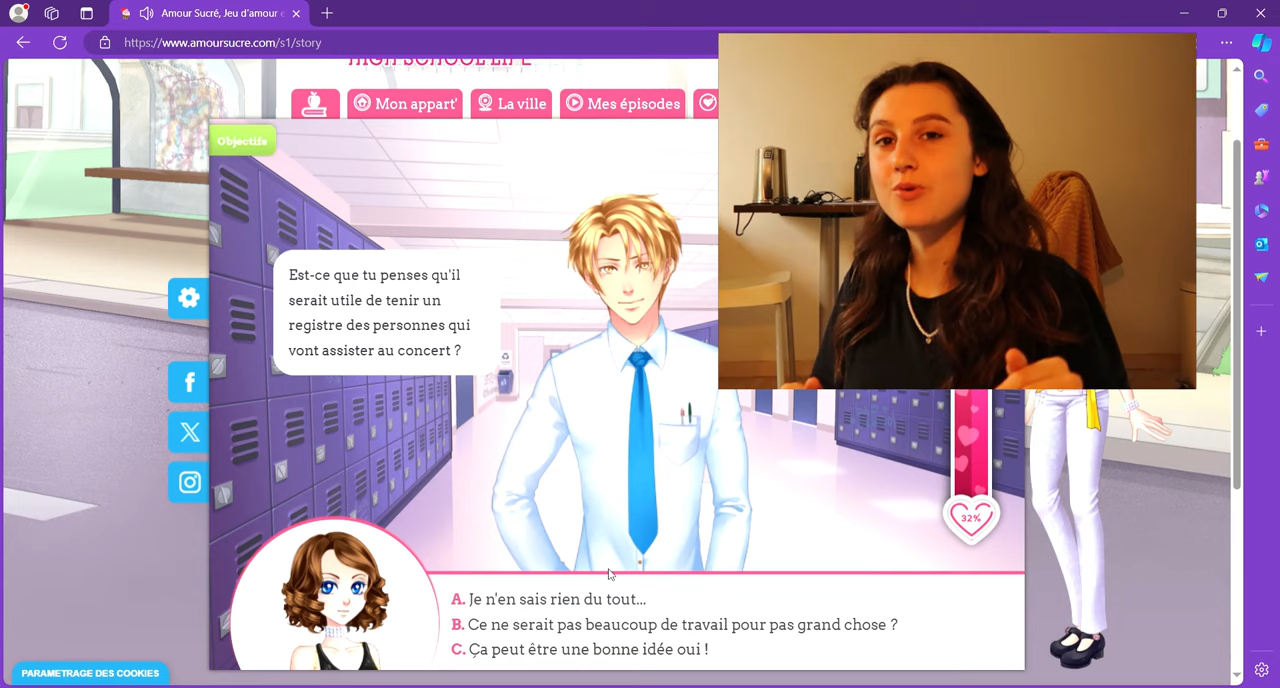 Amour Sucré, Jeu d'amour e
https://www.amoursucre.com/s1/story
HIGH SCHOOL LIFE
Mon appart'
La ville
Mes épisodes
Objectifs
Est-ce que tu penses qu'il
serait utile de tenir un
registre des personnes qui
vont assister au concert ?
32%
A. Je n'en sais rien du tout...
B. Ce ne serait pas beaucoup de travail pour pas grand chose ?
C. Ça peut être une bonne idée oui !
PARAMETRAGE DES COOKIES